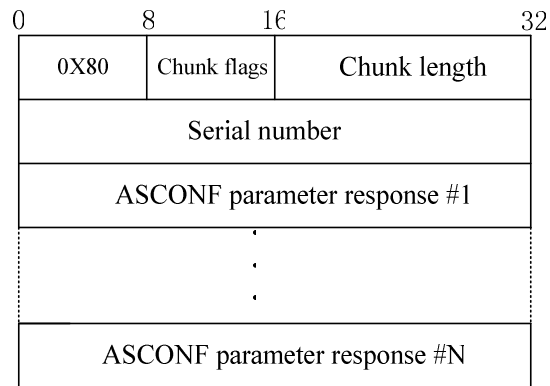 0 8 16 32
0X80 Chunk flags Chunk length
Serial number
ASCONF parameter response #1
ASCONF parameter response #N